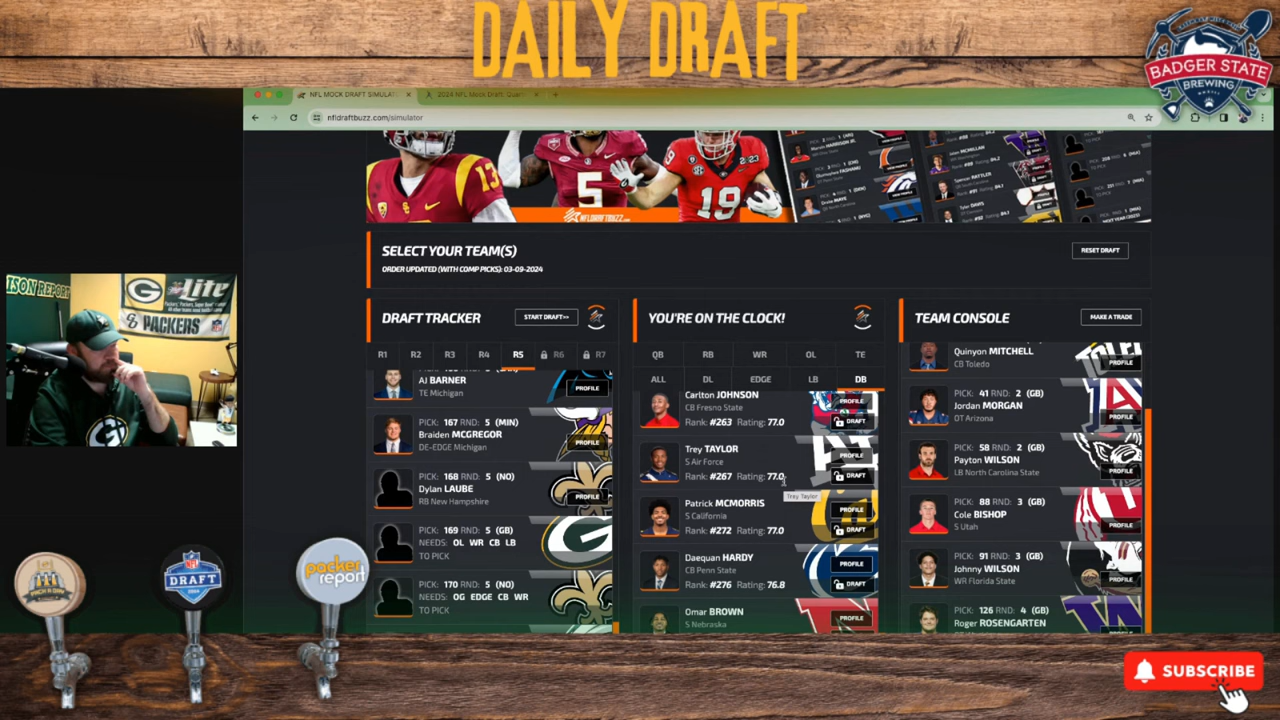 DAILY DRAFT
BADGER STATE
BREWING
NFL MOCK DRAFT SIMULA
2024 NFL Mock Draft:
nfldraftbuzz.com/simulator
13
5
19
NFLDRAFTBUZZ.COM
SELECT YOUR TEAM(S)
ORDER UPDATED (WITH COMP PICKS): 03-09-2024
RESET DRAFT
DRAFT TRACKER
START DRAFT>>
R1 R2 R3 R4 R5 R6 R7
AJ BARNER
TE Michigan
PROFILE
PICK: 167 RND: 5 (MIN)
Braiden MCGREGOR
DE-EDGE Michigan
PROFILE
PICK: 168 RND: 5 (NO)
Dylan LAUBE
RB New Hampshire
PROFILE
PICK: 169 RND: 5 (GB)
NEEDS: OL WR CB LB
TO PICK
PICK: 170 RND: 5 (NO)
NEEDS: OG EDGE CB WR
TO PICK
YOU'RE ON THE CLOCK!
QB RB WR OL TE
ALL DL EDGE LB DB
Carlton JOHNSON
CB Fresno State
Rank: #263 Rating: 77.0
PROFILE
DRAFT
Trey TAYLOR
S Air Force
Rank: #267 Rating: 77.0
PROFILE
DRAFT
Trey Taylor
Patrick MCMORRIS
S California
Rank: #272 Rating: 77.0
PROFILE
DRAFT
Daequan HARDY
CB Penn State
Rank: #276 Rating: 76.8
PROFILE
DRAFT
Omar BROWN
S Nebraska
PROFILE
TEAM CONSOLE
MAKE A TRADE
Quinyon MITCHELL
CB Toledo
PROFILE
PICK: 41 RND: 2 (GB)
Jordan MORGAN
OT Arizona
PROFILE
PICK: 58 RND: 2 (GB)
Payton WILSON
LB North Carolina State
PROFILE
PICK: 88 RND: 3 (GB)
Cole BISHOP
S Utah
PROFILE
PICK: 91 RND: 3 (GB)
Johnny WILSON
WR Florida State
PROFILE
PICK: 126 RND: 4 (GB)
Roger ROSENGARTEN
Lite
PACKERS
PACK A DAY
NFL
DRAFT
packer
report
SUBSCRIBE